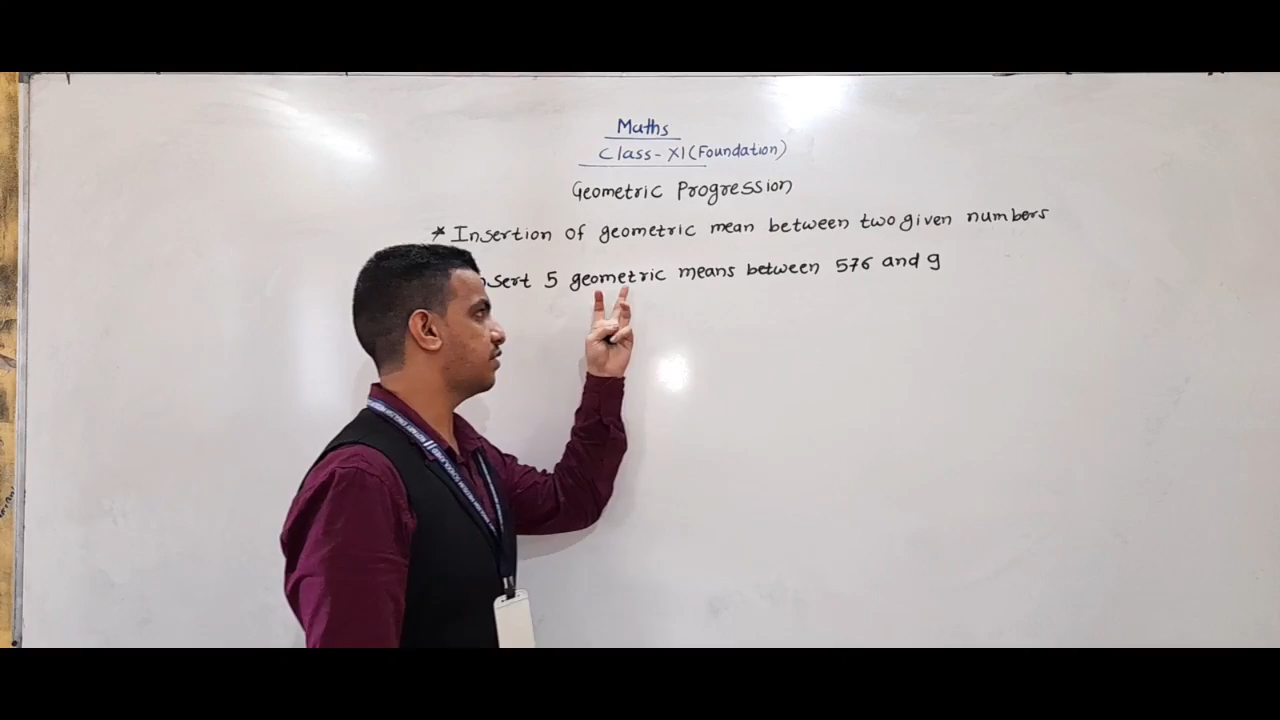 Maths
Class-XI (Foundation)
Geometric Progression
* Insertion of geometric mean between two given numbers
nsert 5 geometric means between 576 and 9